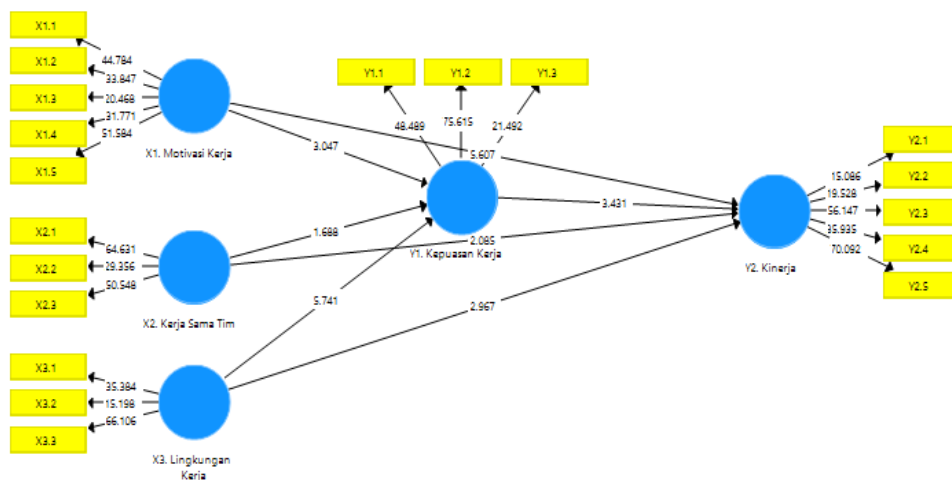 X1.1
X1.2
X1.3
X1.4
X1.5
44.784
33.847
20.468
31.771
51.584
X1. Motivasi Kerja
X2.1
X2.2
X2.3
64.631
29.356
50.548
X2. Kerja Sama Tim
X3.1
X3.2
X3.3
35.384
15.198
66.106
X3. Lingkungan
Kerja
3.047
1.688
5.741
Y1.1
Y1.2
Y1.3
48.489
75.615
21.492
Y1. Kepuasan Kerja
5.607
3.431
2.085
2.967
Y2. Kinerja
15.086
19.528
56.147
35.935
70.092
Y2.1
Y2.2
Y2.3
Y2.4
Y2.5